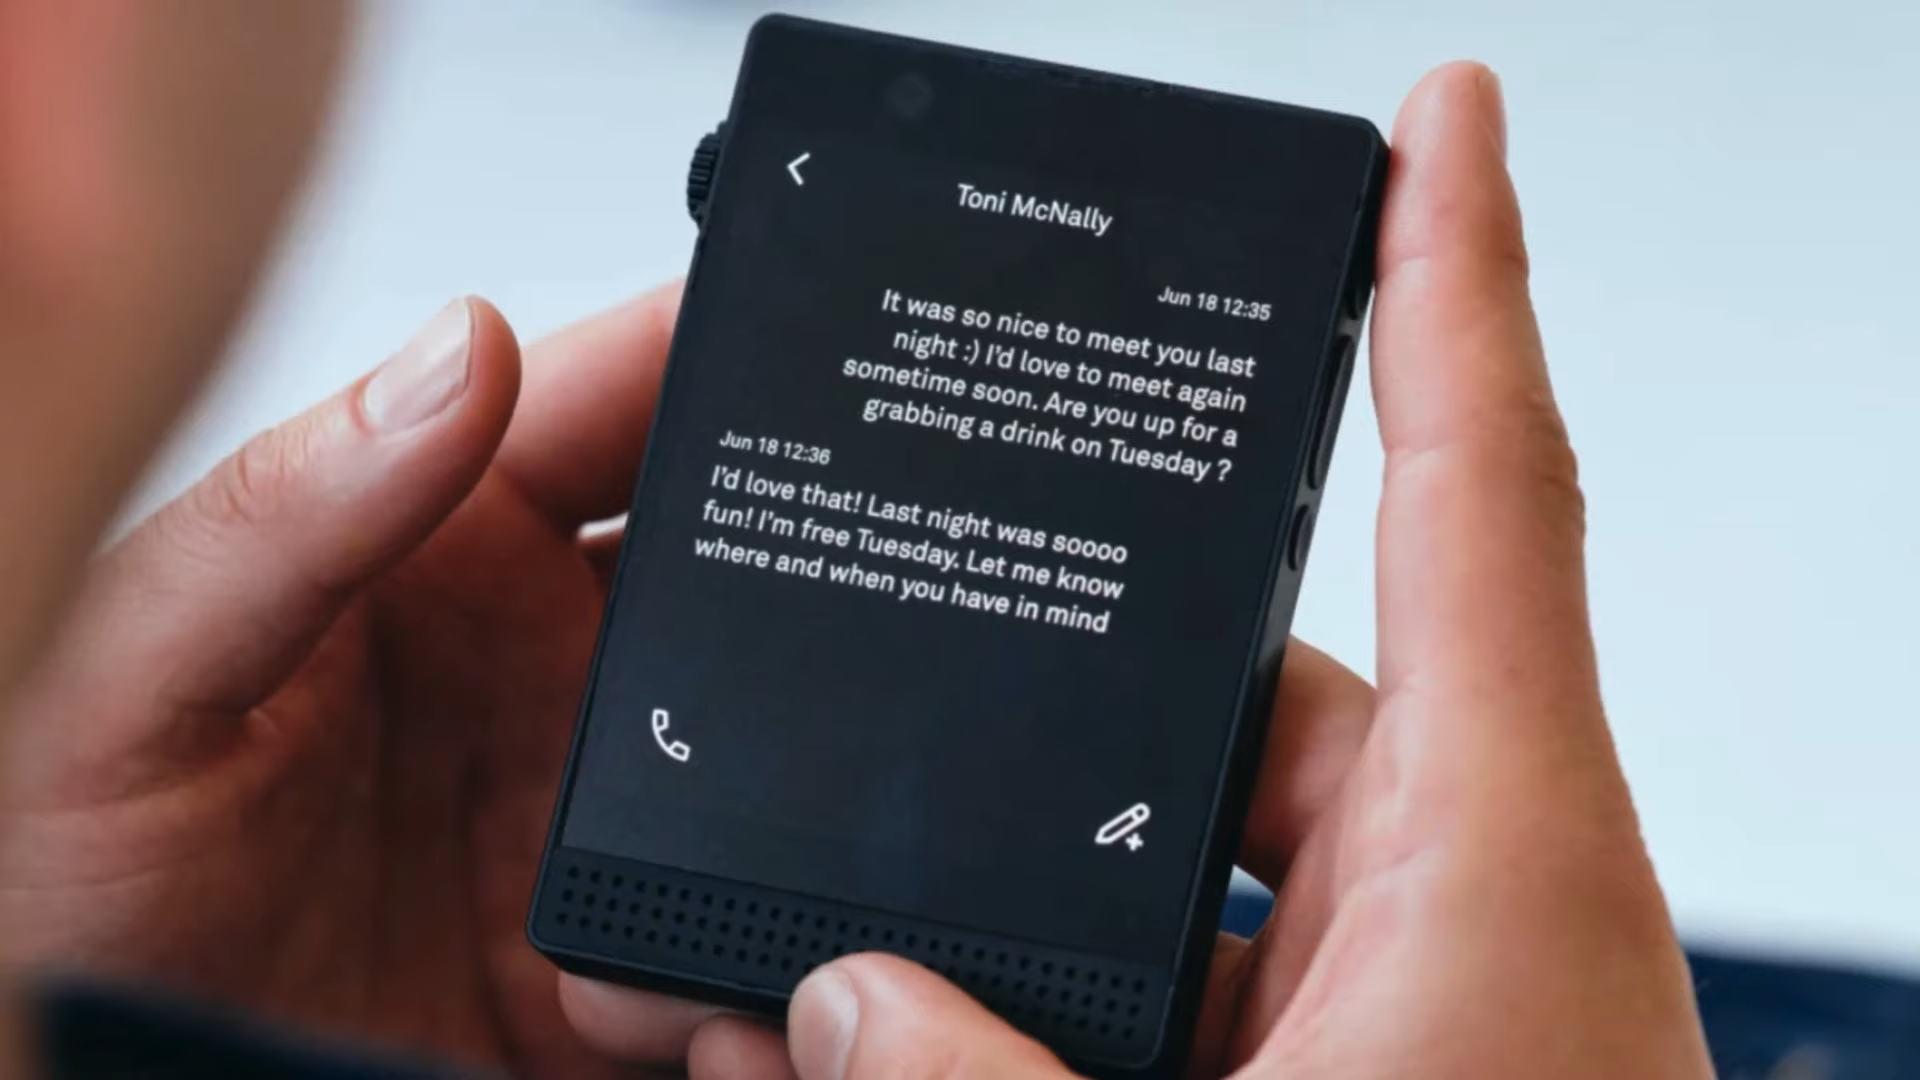 Toni McNally
Jun 18 12:35
It was so nice to meet you last
night :) I'd love to meet again
sometime soon. Are you up for a
grabbing a drink on Tuesday ?
Jun 18 12:36
I'd love that! Last night was soooo
fun! I'm free Tuesday. Let me know
where and when you have in mind